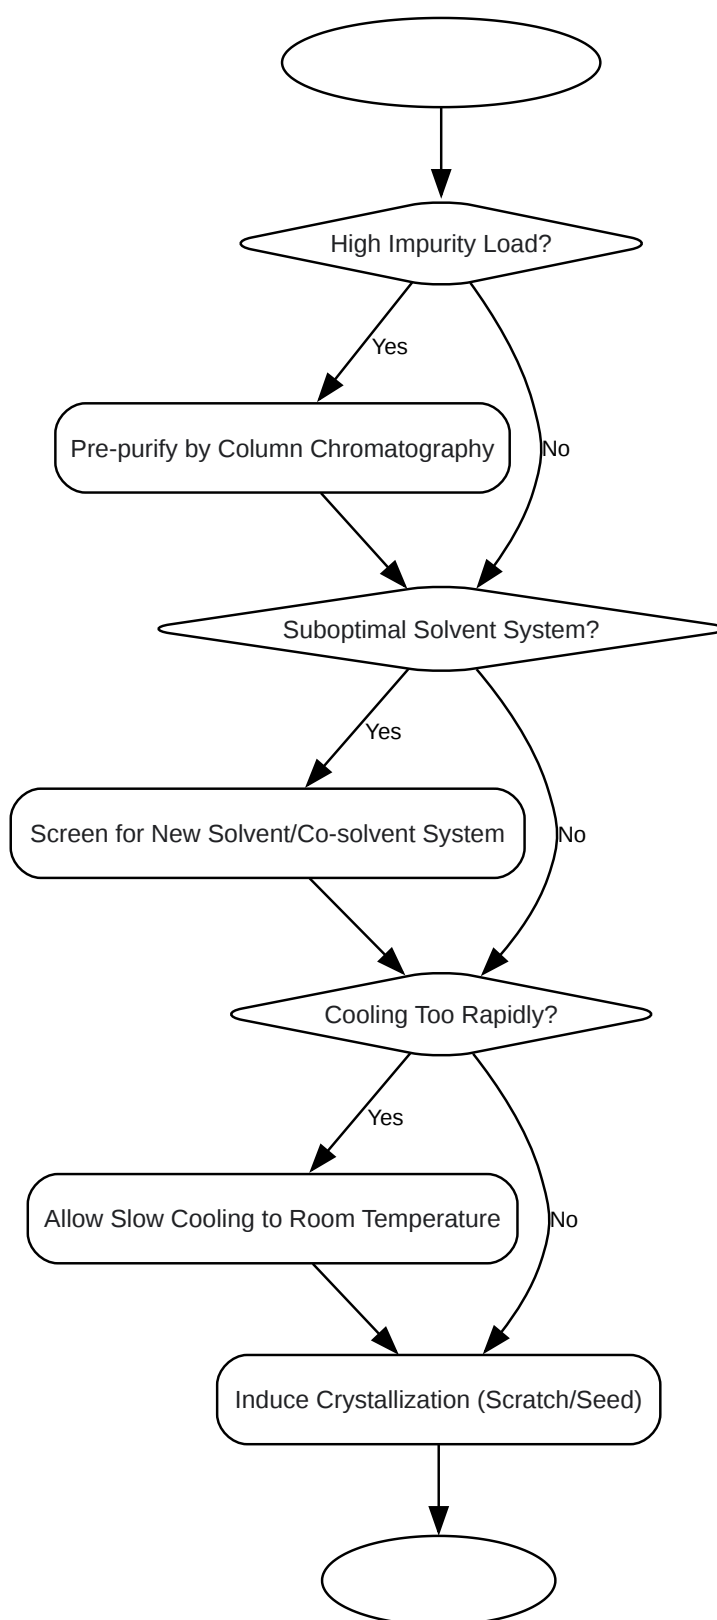 High Impurity Load?
Yes
Pre-purify by Column Chromatography
No
Suboptimal Solvent System?
Yes
Screen for New Solvent/Co-solvent System
No
Cooling Too Rapidly?
Yes
Allow Slow Cooling to Room Temperature
No
Induce Crystallization (Scratch/Seed)